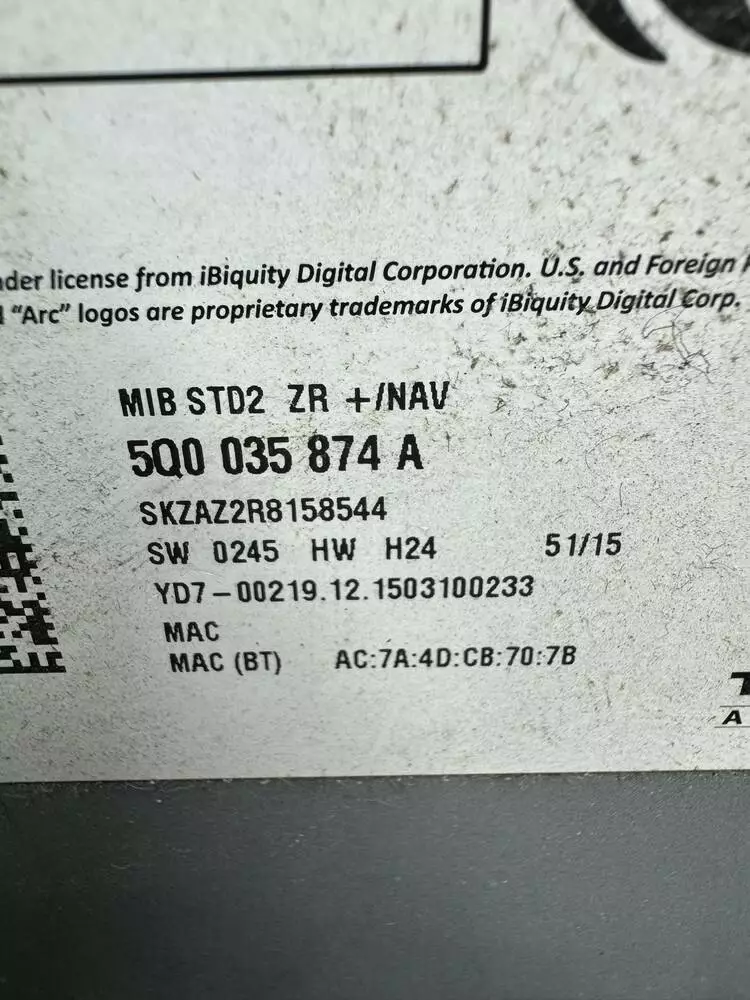 under license from iBiquity Digital Corporation. U.S. and Foreign
"Arc" logos are proprietary trademarks of iBiquity Digital Corp.
MIB STD2 ZR +/NAV
5Q0 035 874 A
SKZAZ2R8158544
SW 0245 HW H24 51/15
YD7-00219.12.1503100233
MAC
MAC (BT) AC:7A:4D:CB:70:7B
A